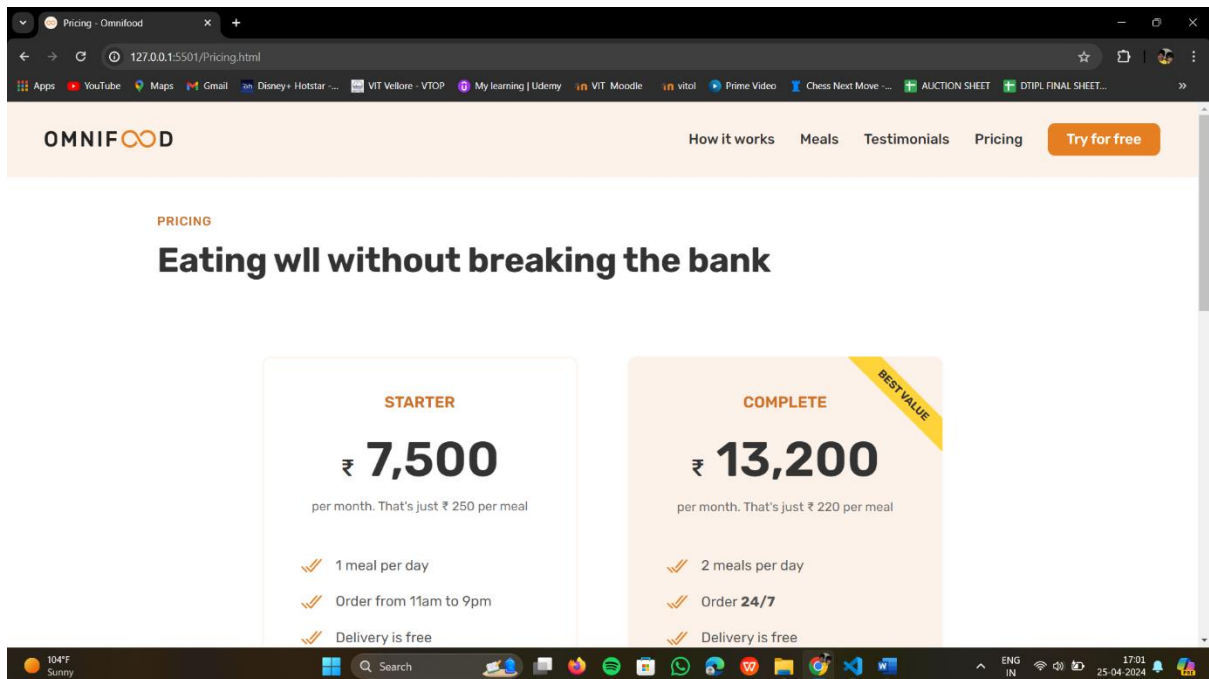 Pricing - Omnifood
127.0.0.1:5501/Pricing.html
Apps YouTube Maps Gmail Disney+ Hotstar -... VIT Vellore - VTOP My learning | Udemy VIT Moodle vitol Prime Video Chess Next Move -... AUCTION SHEET DTIPL FINAL SHEET... »
OMNIFOOD How it works Meals Testimonials Pricing Try for free
PRICING
Eating wll without breaking the bank
BEST VALUE
STARTER COMPLETE
₹ 7,500 ₹ 13,200
per month. That's just ₹ 250 per meal per month. That's just ₹ 220 per meal
1 meal per day 2 meals per day
Order from 11am to 9pm Order 24/7
Delivery is free Delivery is free
104°F Search ENG 17:01
Sunny IN 25-04-2024